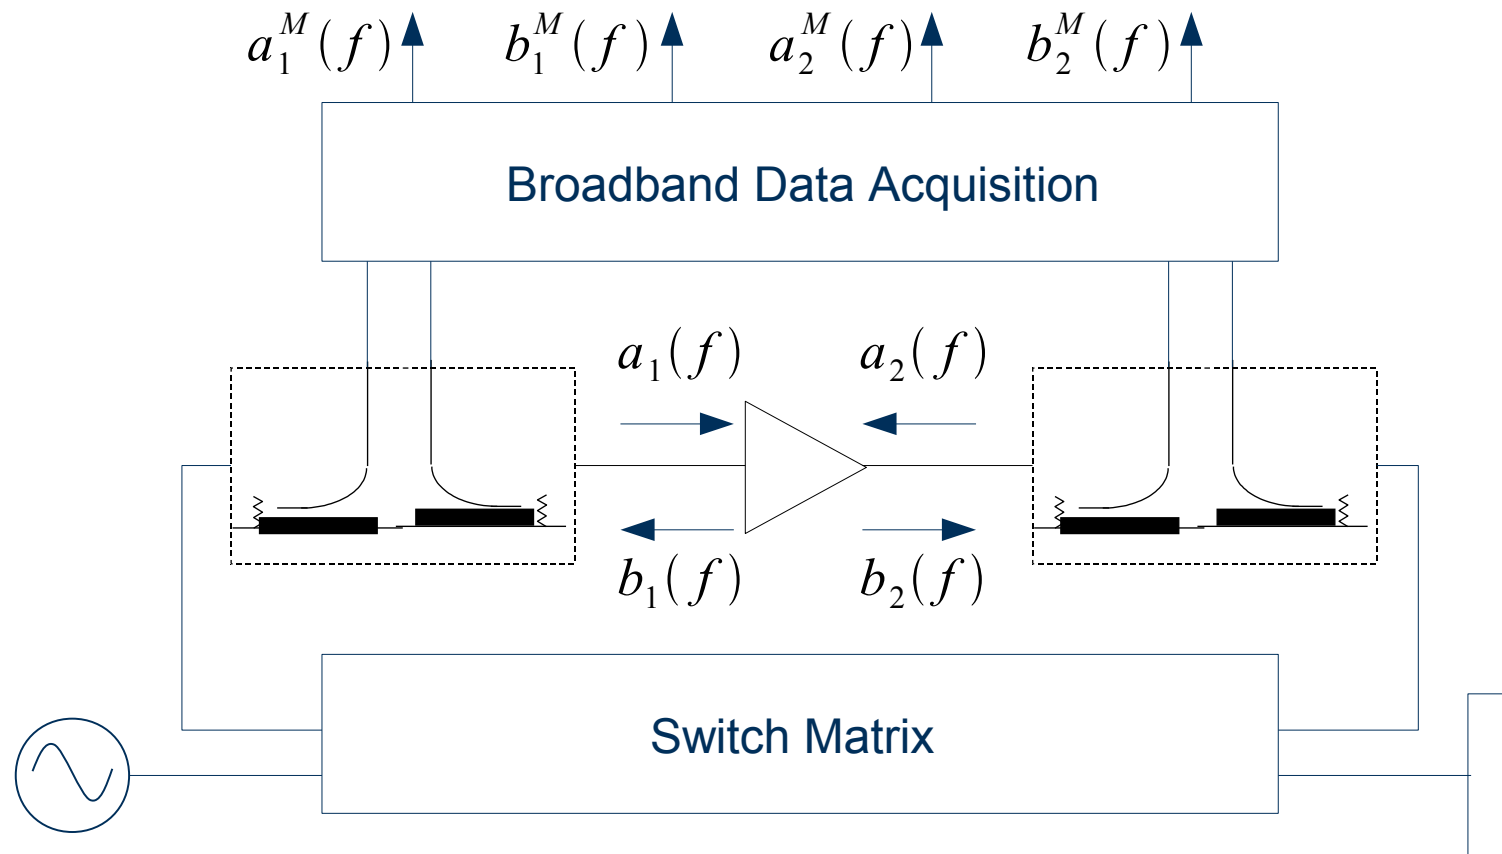 a₁ᴹ(f) b₁ᴹ(f) a₂ᴹ(f) b₂ᴹ(f)
Broadband Data Acquisition
a₁(f) a₂(f)
b₁(f) b₂(f)
Switch Matrix